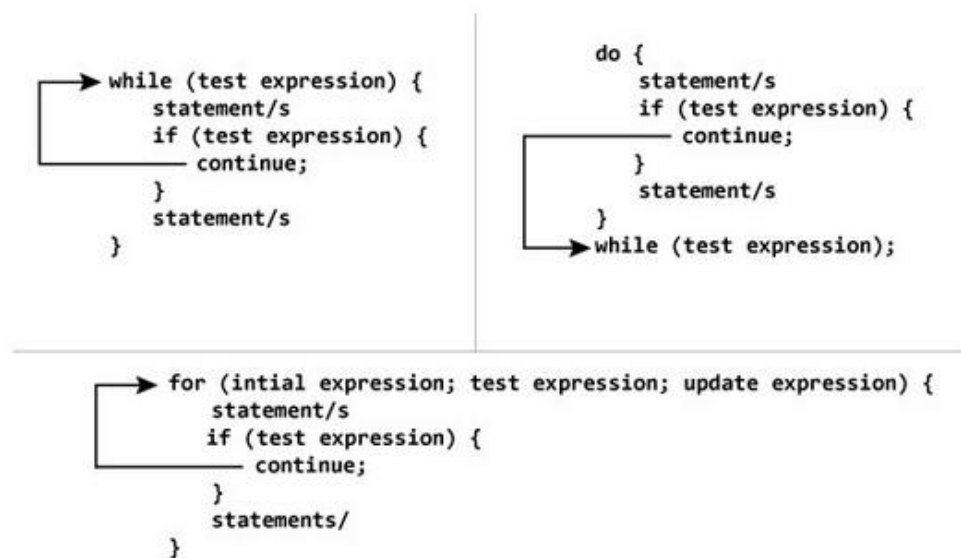 while (test expression) {
statement/s
if (test expression) {
continue;
}
statement/s
}
do {
statement/s
if (test expression) {
continue;
}
statement/s
}
while (test expression);
for (intial expression; test expression; update expression) {
statement/s
if (test expression) {
continue;
}
statements/
}